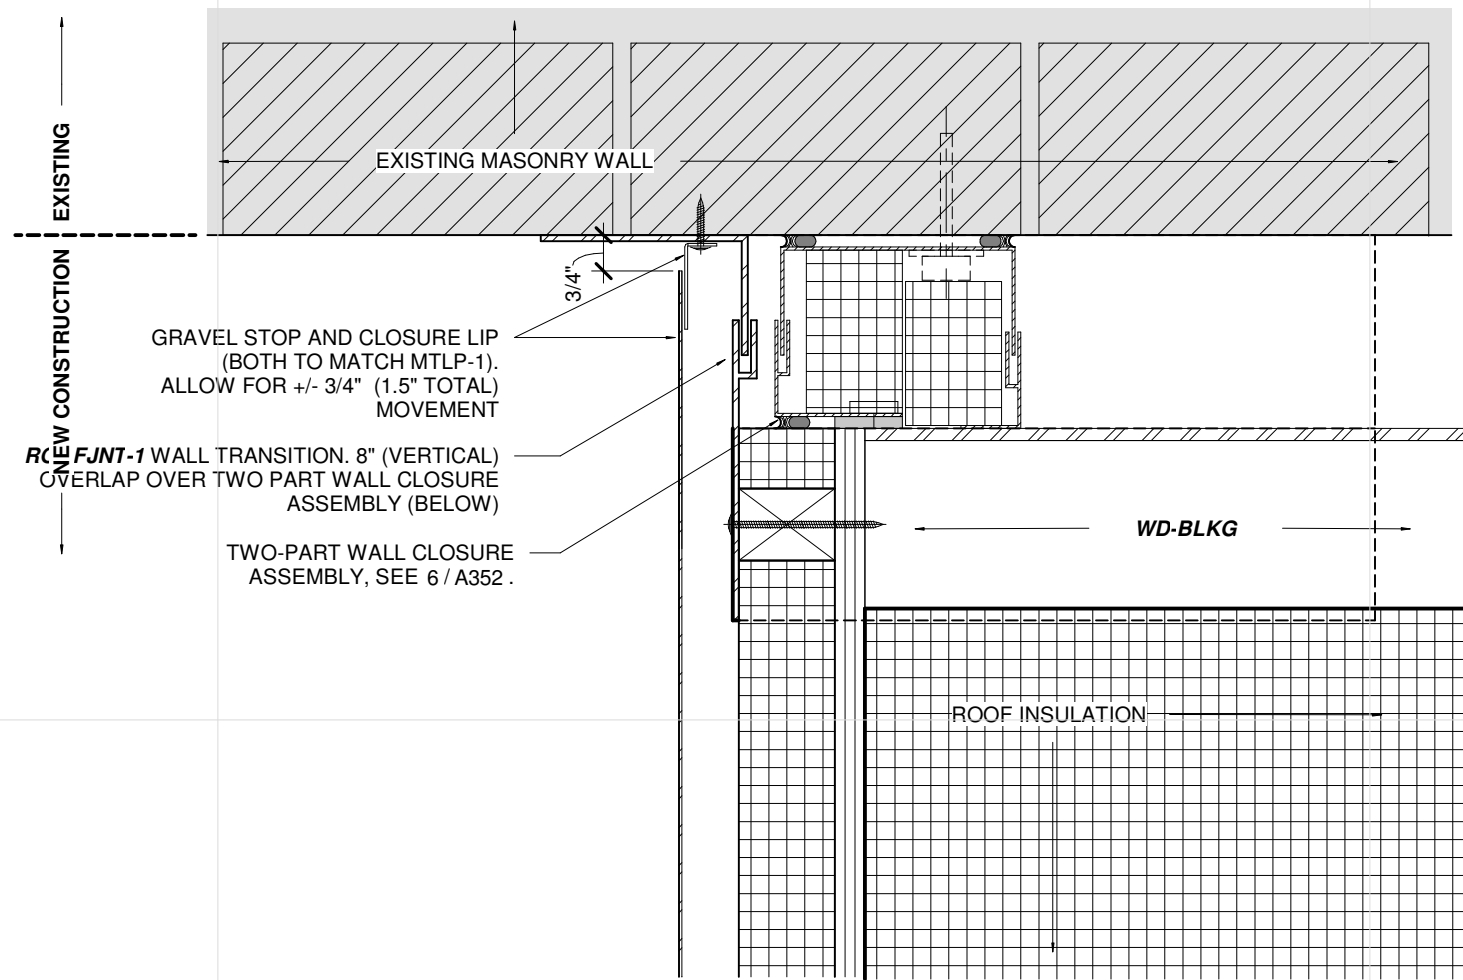 EXISTING
NEW CONSTRUCTION
EXISTING MASONRY WALL
3/4"
GRAVEL STOP AND CLOSURE LIP
(BOTH TO MATCH MTLP-1).
ALLOW FOR +/- 3/4" (1.5" TOTAL)
MOVEMENT
FJNT-1 WALL TRANSITION. 8" (VERTICAL)
OVERLAP OVER TWO PART WALL CLOSURE
ASSEMBLY (BELOW)
TWO-PART WALL CLOSURE
ASSEMBLY, SEE 6 / A352 .
WD-BLKG
ROOF INSULATION